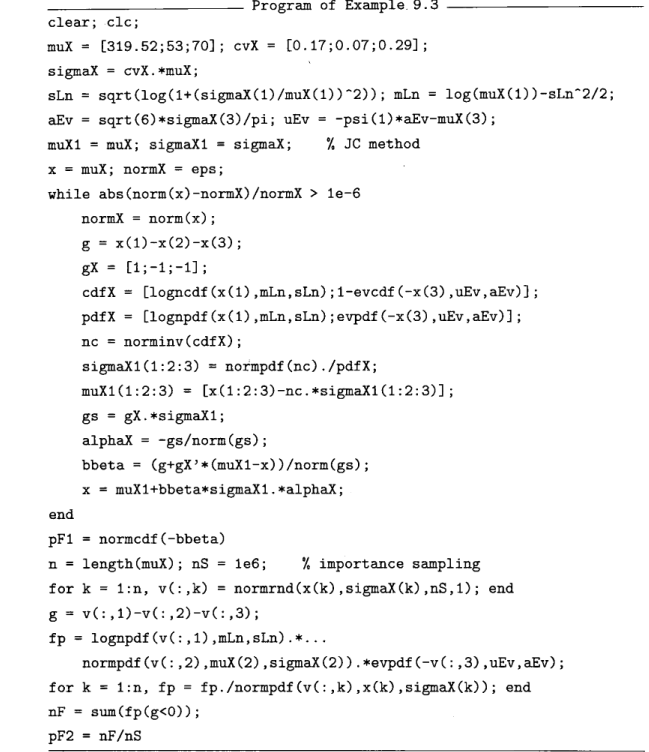 Program of Example 9.3
clear; clc;
muX = [319.52;53;70]; cvX = [0.17;0.07;0.29];
sigmaX = cvX.*muX;
sLn = sqrt(log(1+(sigmaX(1)/muX(1))^2)); mLn = log(muX(1))-sLn^2/2;
aEv = sqrt(6)*sigmaX(3)/pi; uEv = -psi(1)*aEv-muX(3);
muX1 = muX; sigmaX1 = sigmaX;    % JC method
x = muX; normX = eps;
while abs(norm(x)-normX)/normX > 1e-6
    normX = norm(x);
    g = x(1)-x(2)-x(3);
    gX = [1;-1;-1];
    cdfX = [logncdf(x(1),mLn,sLn);1-evcdf(-x(3),uEv,aEv)];
    pdfX = [lognpdf(x(1),mLn,sLn);evpdf(-x(3),uEv,aEv)];
    nc = norminv(cdfX);
    sigmaX1(1:2:3) = normpdf(nc)./pdfX;
    muX1(1:2:3) = [x(1:2:3)-nc.*sigmaX1(1:2:3)];
    gs = gX.*sigmaX1;
    alphaX = -gs/norm(gs);
    bbeta = (g+gX'*(muX1-x))/norm(gs);
    x = muX1+bbeta*sigmaX1.*alphaX;
end
pF1 = normcdf(-bbeta)
n = length(muX); nS = 1e6;    % importance sampling
for k = 1:n, v(:,k) = normrnd(x(k),sigmaX(k),nS,1); end
g = v(:,1)-v(:,2)-v(:,3);
fp = lognpdf(v(:,1),mLn,sLn).*...
    normpdf(v(:,2),muX(2),sigmaX(2)).*evpdf(-v(:,3),uEv,aEv);
for k = 1:n, fp = fp./normpdf(v(:,k),x(k),sigmaX(k)); end
nF = sum(fp(g<0));
pF2 = nF/nS